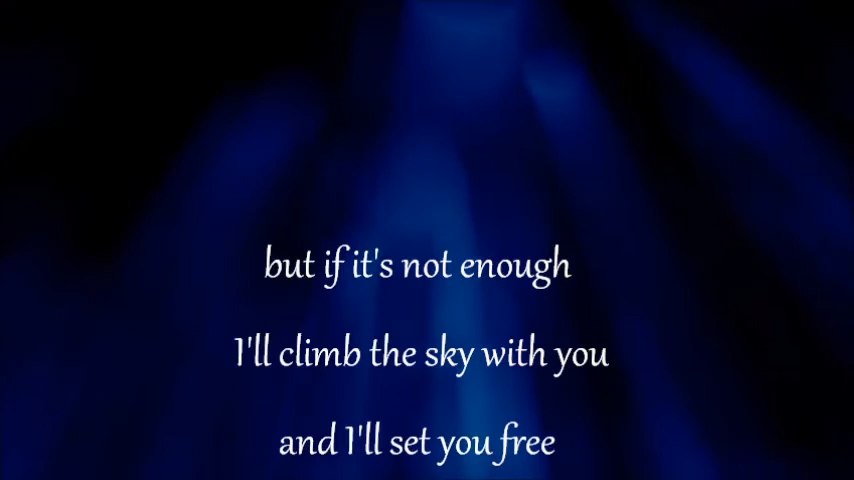 but if it's not enough
I'll climb the sky with you
and I'll set you free